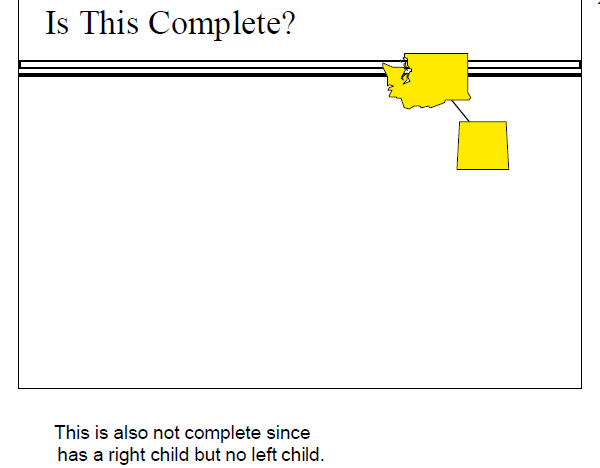 Is This Complete?
This is also not complete since
has a right child but no left child.